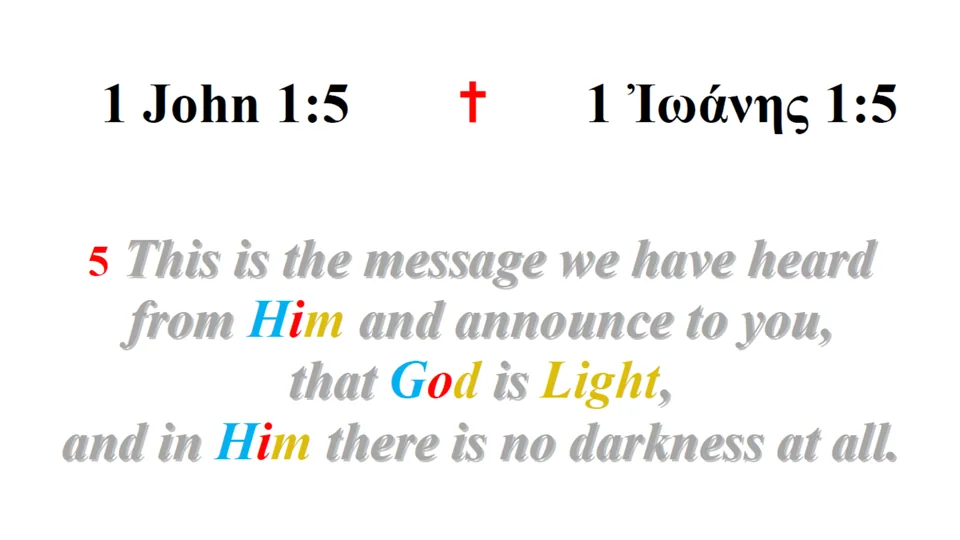 1 John 1:5 ✝ 1 Ἰωάνης 1:5
5 This is the message we have heard
from Him and announce to you,
that God is Light,
and in Him there is no darkness at all.